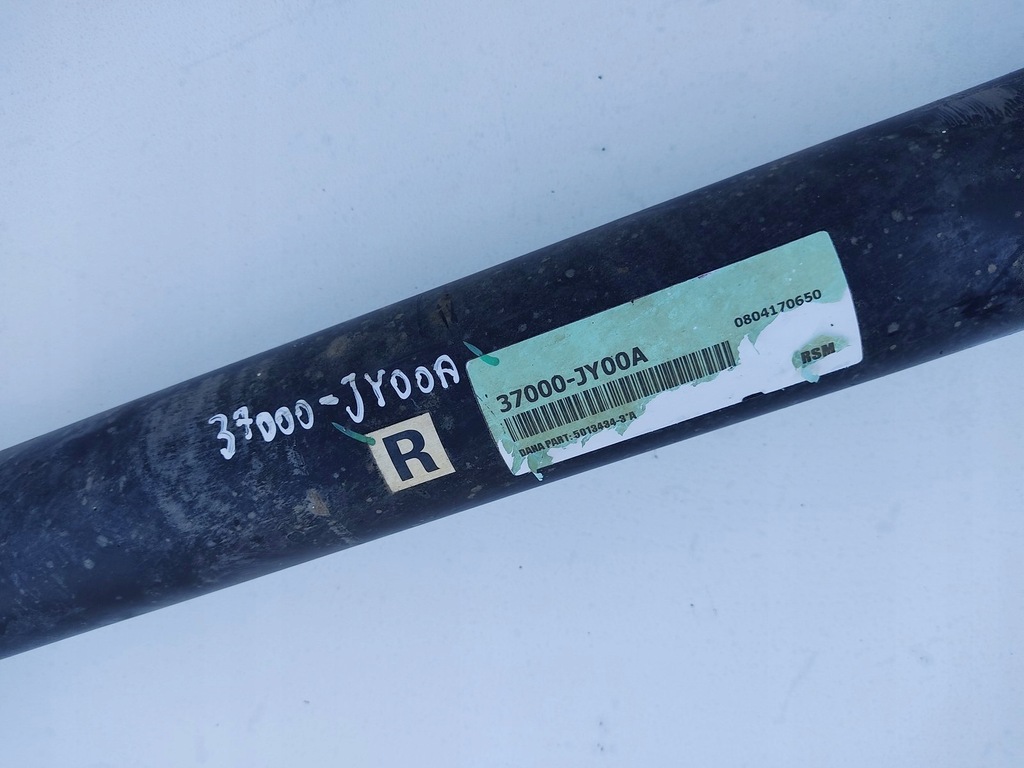 37000-JY00A
R
37000-JY00A
0804170650
DANA PART: 5013434-3*A
RSM